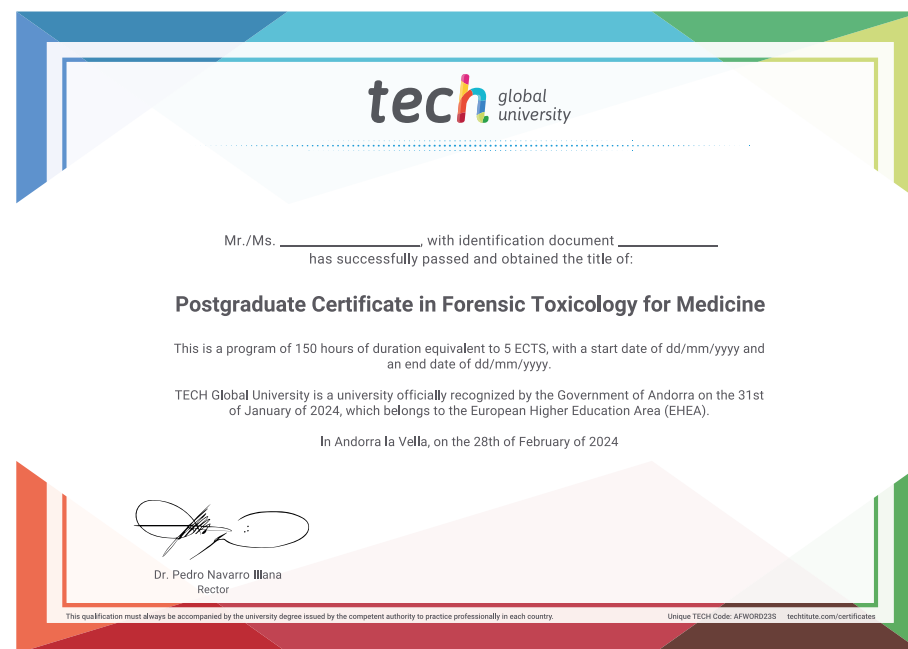 tech global
university
Mr./Ms. ____________, with identification document ____________
has successfully passed and obtained the title of:
Postgraduate Certificate in Forensic Toxicology for Medicine
This is a program of 150 hours of duration equivalent to 5 ECTS, with a start date of dd/mm/yyyy and
an end date of dd/mm/yyyy.
TECH Global University is a university officially recognized by the Government of Andorra on the 31st
of January of 2024, which belongs to the European Higher Education Area (EHEA).
In Andorra la Vella, on the 28th of February of 2024
Dr. Pedro Navarro Illana
Rector
This qualification must always be accompanied by the university degree issued by the competent authority to practice professionally in each country. Unique TECH Code: AFWORD23S techtitute.com/certificates